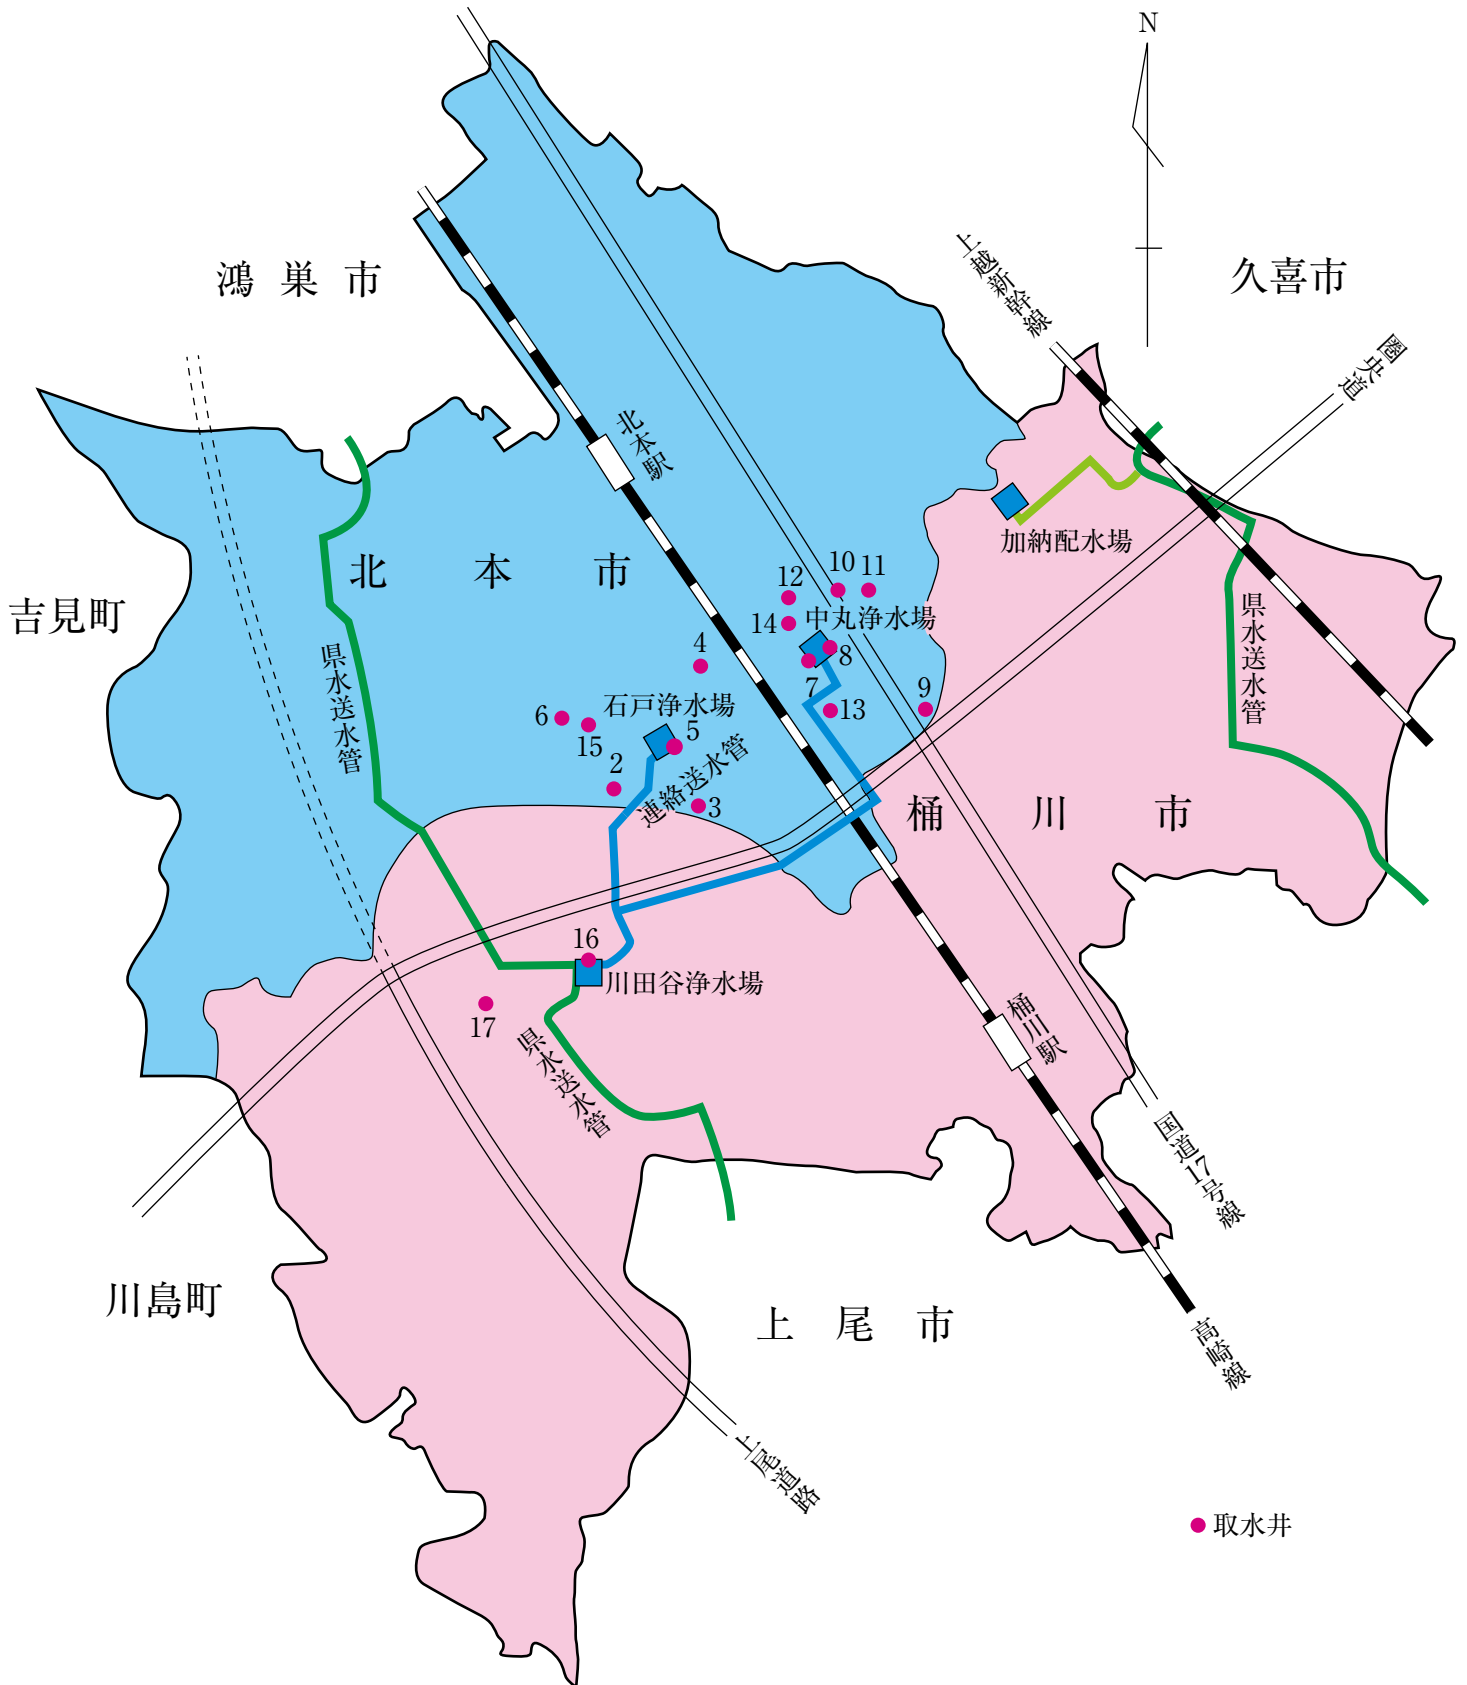 N
鴻巣市
久喜市
上越新幹線
圏央道
北本駅
加納配水場
北本市
吉見町
10
11
12
14
中丸浄水場
8
7
4
県水送水管
県水送水管
石戸浄水場
6
15
5
9
13
2
連絡送水管
3
桶川市
16
川田谷浄水場
17
県水送水管
桶川駅
国道17号線
川島町
上尾市
高崎線
上尾道路
取水井